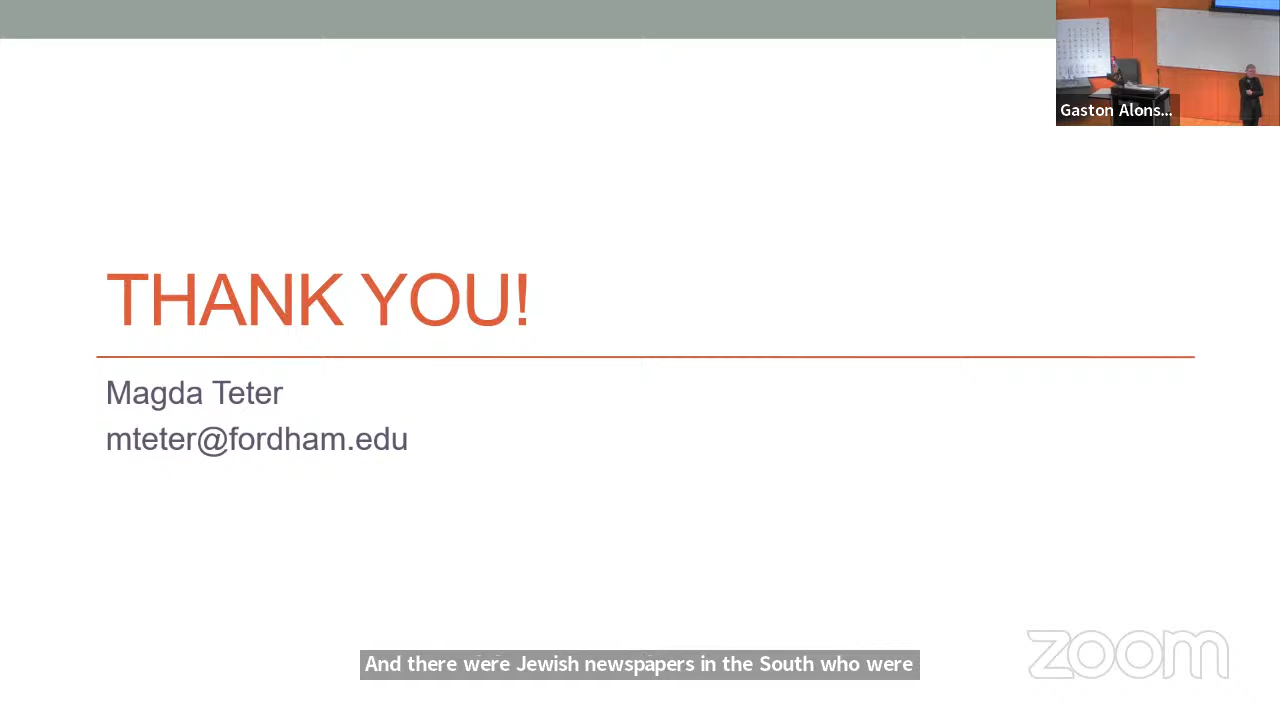 Gaston Alons...
THANK YOU!
Magda Teter
mteter@fordham.edu
And there were Jewish newspapers in the South who were
zoom